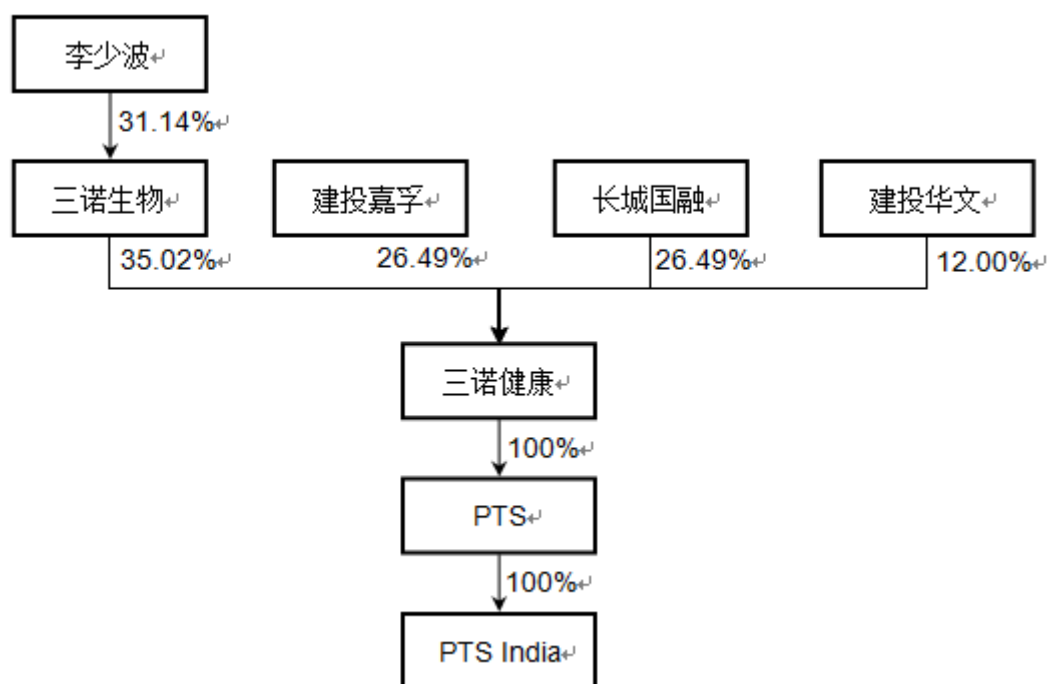 李少波
31.14%
三诺生物
建投嘉孚
长城国融
建投华文
35.02%
26.49%
26.49%
12.00%
三诺健康
100%
PTS
100%
PTS India